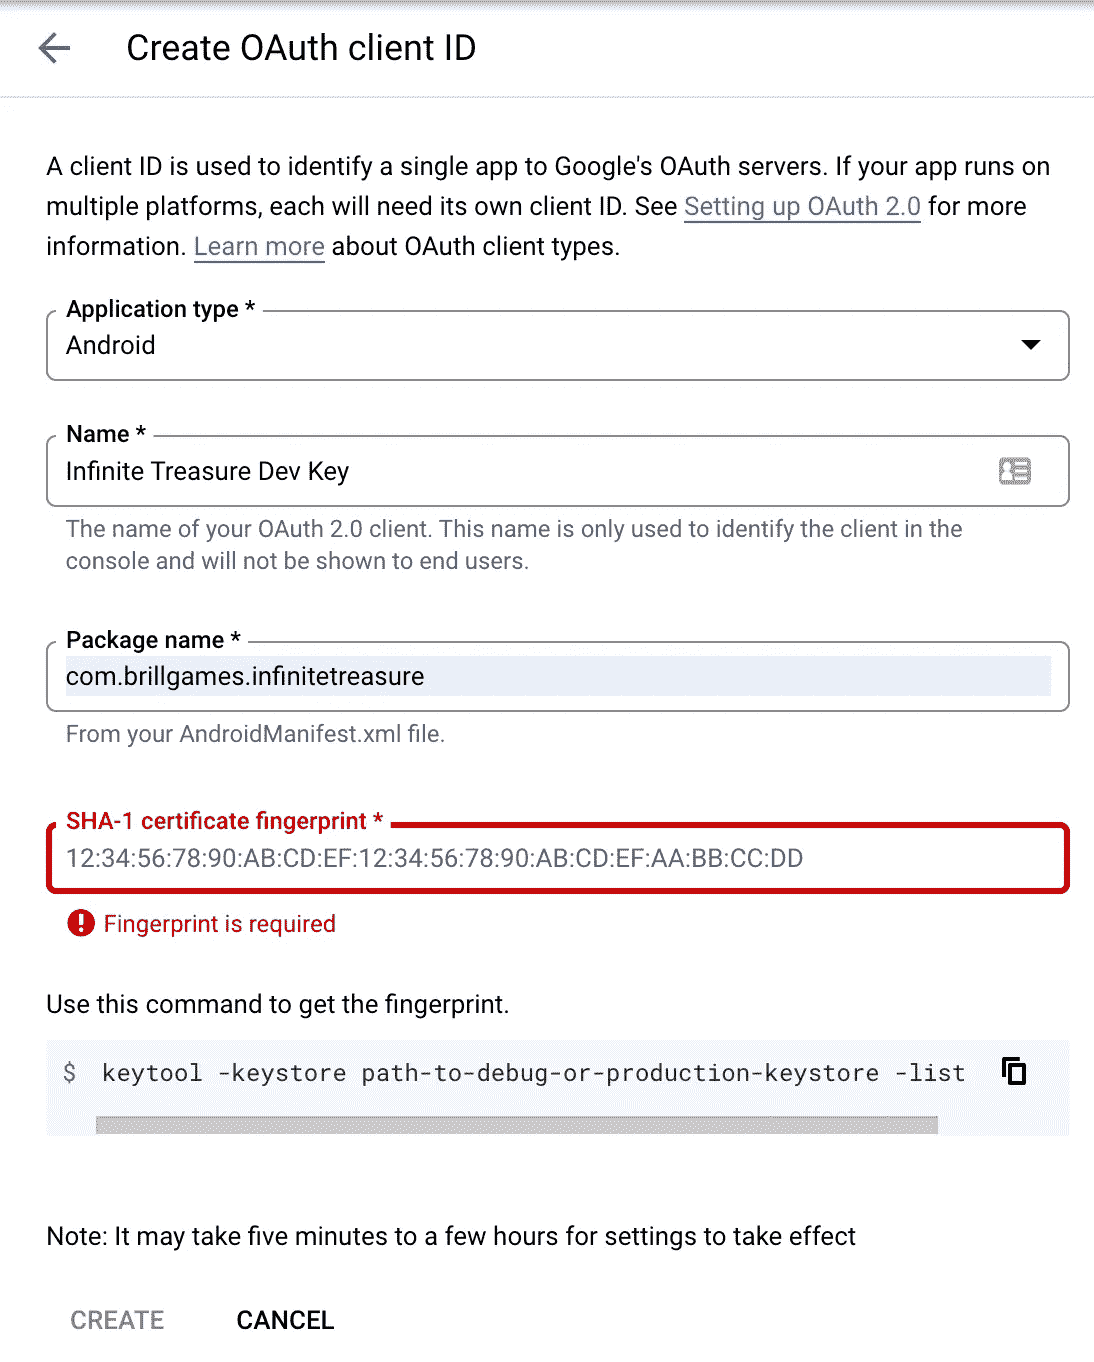 Create OAuth client ID
A client ID is used to identify a single app to Google's OAuth servers. If your app runs on
multiple platforms, each will need its own client ID. See Setting up OAuth 2.0 for more
information. Learn more about OAuth client types.
Application type *
Android
Name *
Infinite Treasure Dev Key
The name of your OAuth 2.0 client. This name is only used to identify the client in the
console and will not be shown to end users.
Package name *
com.brillgames.infinitetreasure
From your AndroidManifest.xml file.
SHA-1 certificate fingerprint *
12:34:56:78:90:AB:CD:EF:12:34:56:78:90:AB:CD:EF:AA:BB:CC:DD
Fingerprint is required
Use this command to get the fingerprint.
$ keytool -keystore path-to-debug-or-production-keystore -list
Note: It may take five minutes to a few hours for settings to take effect
CREATE CANCEL